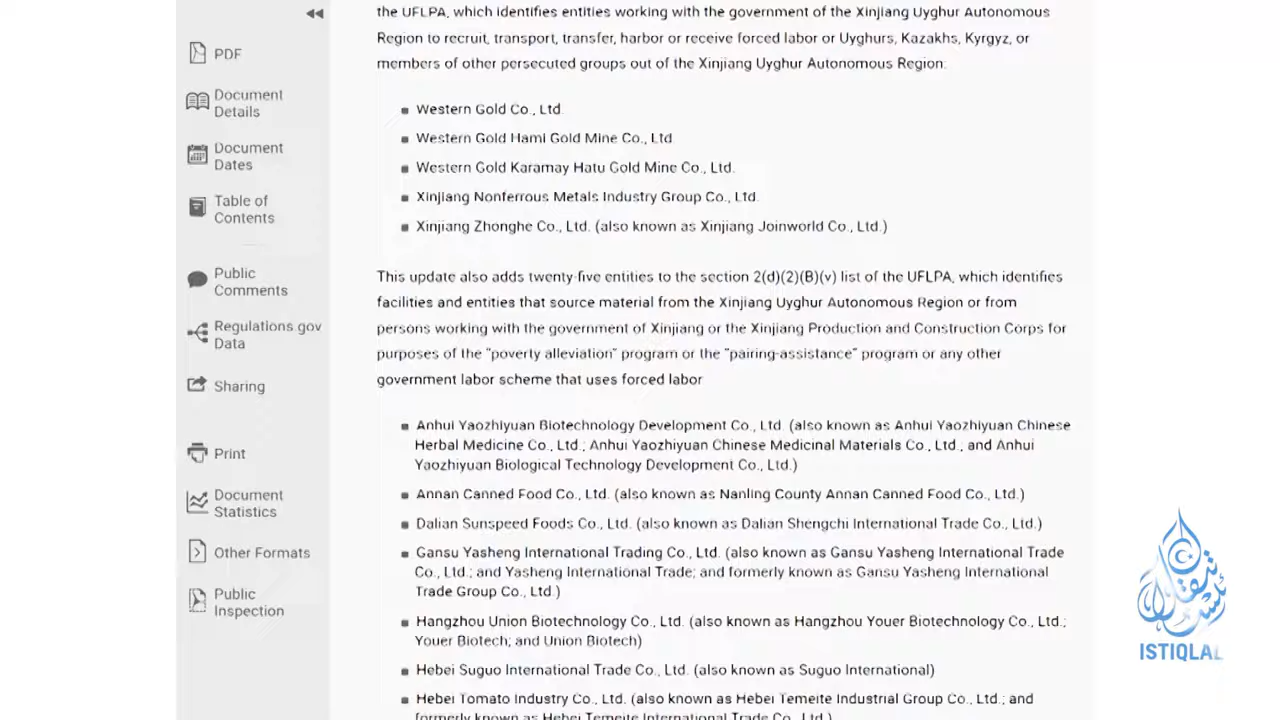 the UFLPA, which identifies entities working with the government of the Xinjiang Uyghur Autonomous
Region to recruit, transport, transfer, harbor or receive forced labor or Uyghurs, Kazakhs, Kyrgyz, or
members of other persecuted groups out of the Xinjiang Uyghur Autonomous Region:
Western Gold Co., Ltd.
Western Gold Hami Gold Mine Co., Ltd.
Western Gold Karamay Hatu Gold Mine Co., Ltd.
Xinjiang Nonferrous Metals Industry Group Co., Ltd.
Xinjiang Zhonghe Co., Ltd. (also known as Xinjiang Joinworld Co., Ltd.)
This update also adds twenty-five entities to the section 2(d)(2)(B)(v) list of the UFLPA, which identifies
facilities and entities that source material from the Xinjiang Uyghur Autonomous Region or from
persons working with the government of Xinjiang or the Xinjiang Production and Construction Corps for
purposes of the “poverty alleviation” program or the “pairing-assistance” program or any other
government labor scheme that uses forced labor
Anhui Yaozhiyuan Biotechnology Development Co., Ltd. (also known as Anhui Yaozhiyuan Chinese
Herbal Medicine Co., Ltd.; Anhui Yaozhiyuan Chinese Medicinal Materials Co., Ltd.; and Anhui
Yaozhiyuan Biological Technology Development Co., Ltd.)
Annan Canned Food Co., Ltd. (also known as Nanling County Annan Canned Food Co., Ltd.)
Dalian Sunspeed Foods Co., Ltd. (also known as Dalian Shengchi International Trade Co., Ltd.)
Gansu Yasheng International Trading Co., Ltd. (also known as Gansu Yasheng International Trade
Co., Ltd.; and Yasheng International Trade; and formerly known as Gansu Yasheng International
Trade Group Co., Ltd.)
Hangzhou Union Biotechnology Co., Ltd. (also known as Hangzhou Youer Biotechnology Co., Ltd.;
Youer Biotech; and Union Biotech)
Hebei Suguo International Trade Co., Ltd. (also known as Suguo International)
Hebei Tomato Industry Co., Ltd. (also known as Hebei Temeite Industrial Group Co., Ltd.; and
formerly known as Hebei Temeite International Trade Co., Ltd.)
PDF
Document
Details
Document
Dates
Table of
Contents
Public
Comments
Regulations.gov
Data
Sharing
Print
Document
Statistics
Other Formats
Public
Inspection
ISTIQLAL